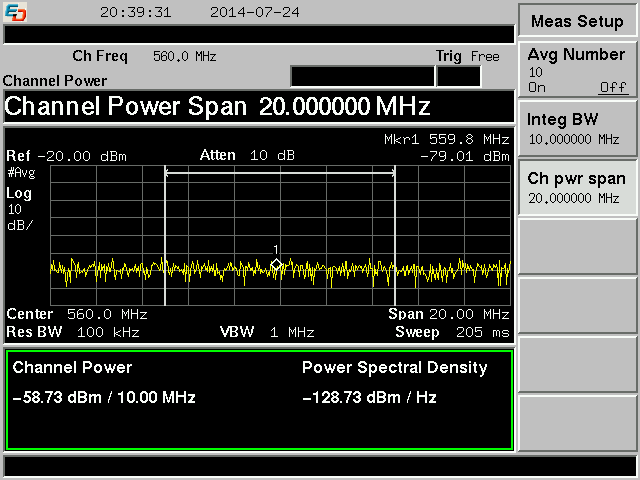 ED 20:39:31 2014-07-24
Meas Setup
Ch Freq 560.0 MHz Trig Free
Channel Power
Avg Number
10
On Off
Channel Power Span 20.000000 MHz
Integ BW
10.000000 MHz
Mkr1 559.8 MHz
Ref -20.00 dBm Atten 10 dB -79.01 dBm
#Avg
Log
10
dB/
Ch pwr span
20.000000 MHz
1
Center 560.0 MHz Span 20.00 MHz
Res BW 100 kHz VBW 1 MHz Sweep 205 ms
Channel Power Power Spectral Density
-58.73 dBm / 10.00 MHz -128.73 dBm / Hz